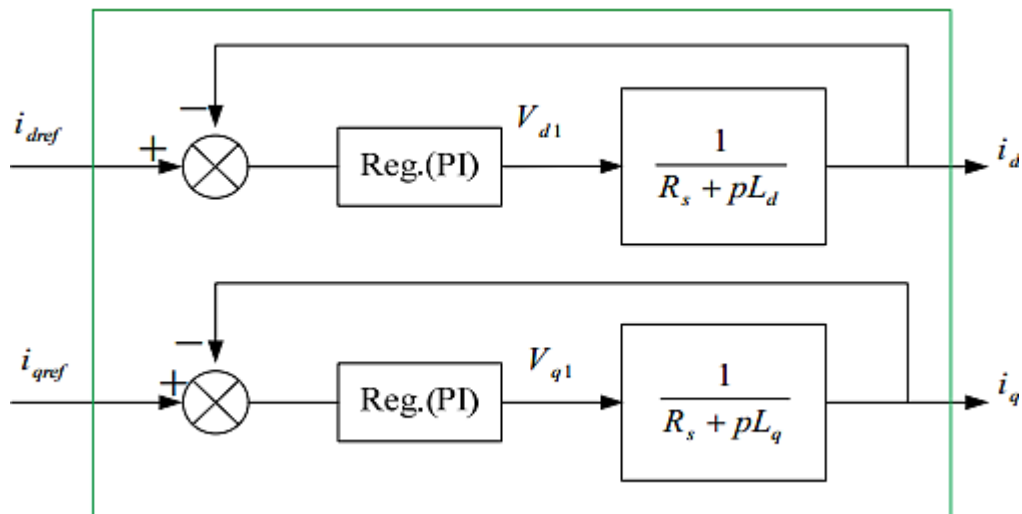 −
i_dref
+
Reg.(PI)
V_d1
1
R_s + pL_d
i_d
−
i_qref
+
Reg.(PI)
V_q1
1
R_s + pL_q
i_q